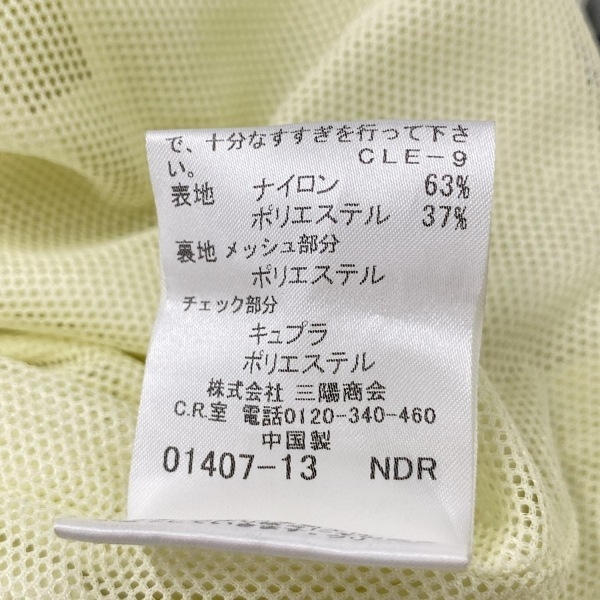 で、十分なすすぎを行って下さ
い。 CLE-9
表地 ナイロン 63%
ポリエステル 37%
裏地 メッシュ部分
ポリエステル
チェック部分
キュプラ
ポリエステル
株式会社 三陽商会
C.R.室 電話0120-340-460
中国製
01407-13 NDR